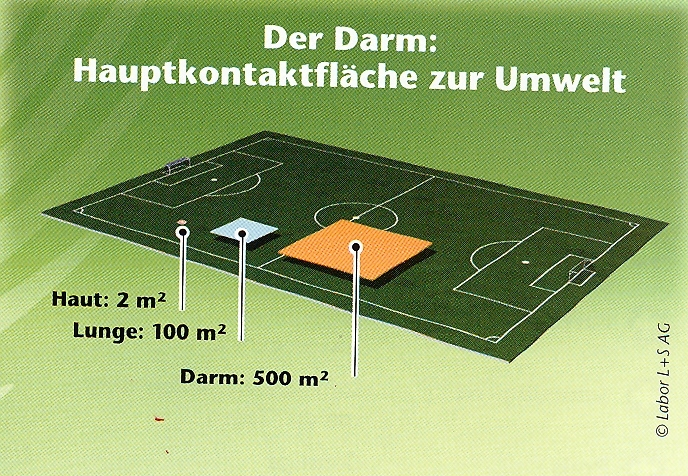 Der Darm:
Hauptkontaktfläche zur Umwelt
Haut: 2 m²
Lunge: 100 m²
Darm: 500 m²
© Labor L+S AG